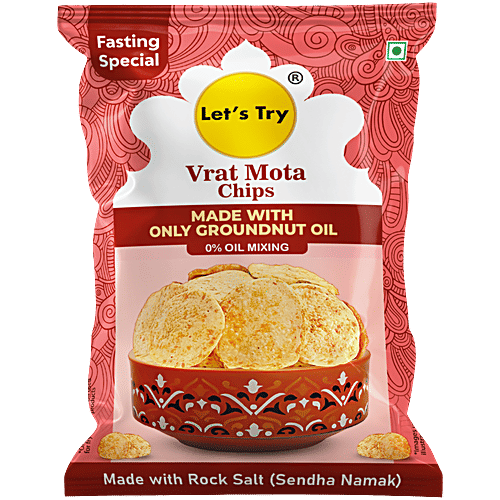 Fasting
Special
®
Let's Try
Vrat Mota
Chips
MADE WITH
ONLY GROUNDNUT OIL
0% OIL MIXING
Made with Rock Salt (Sendha Namak)